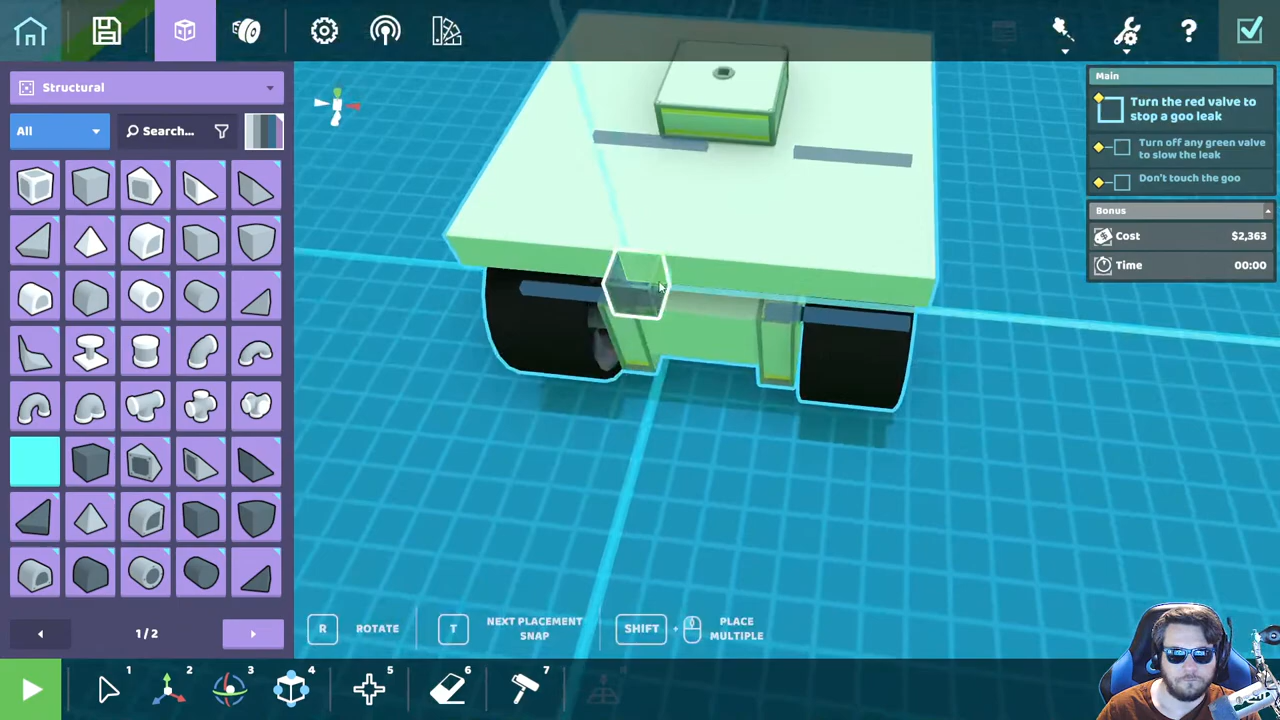 Structural
All
Search...
1/2
R
ROTATE
T
NEXT PLACEMENT
SNAP
SHIFT
+
PLACE
MULTIPLE
1
2
3
4
5
6
7
Main
Turn the red valve to
stop a goo leak
Turn off any green valve
to slow the leak
Don't touch the goo
Bonus
Cost
$2,363
Time
00:00